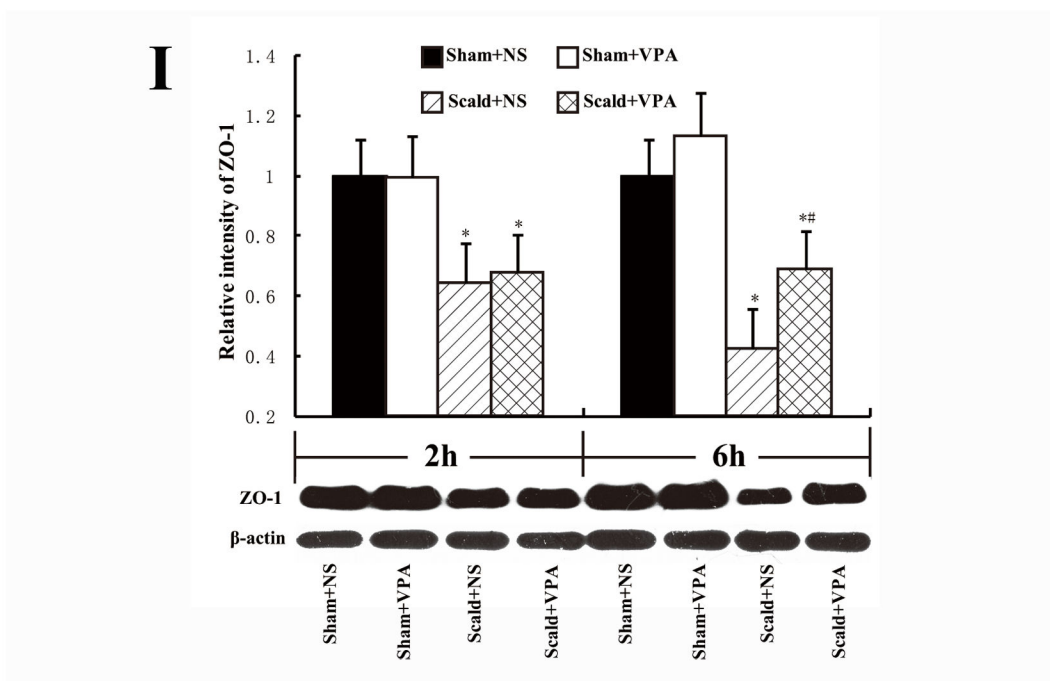 I
Sham+NS Sham+VPA
Scald+NS Scald+VPA
Relative intensity of ZO-1
1.4
1.2
1
0.8
0.6
0.4
0.2
* *
* *#
2h 6h
ZO-1
β-actin
Sham+NS Sham+VPA Scald+NS Scald+VPA Sham+NS Sham+VPA Scald+NS Scald+VPA